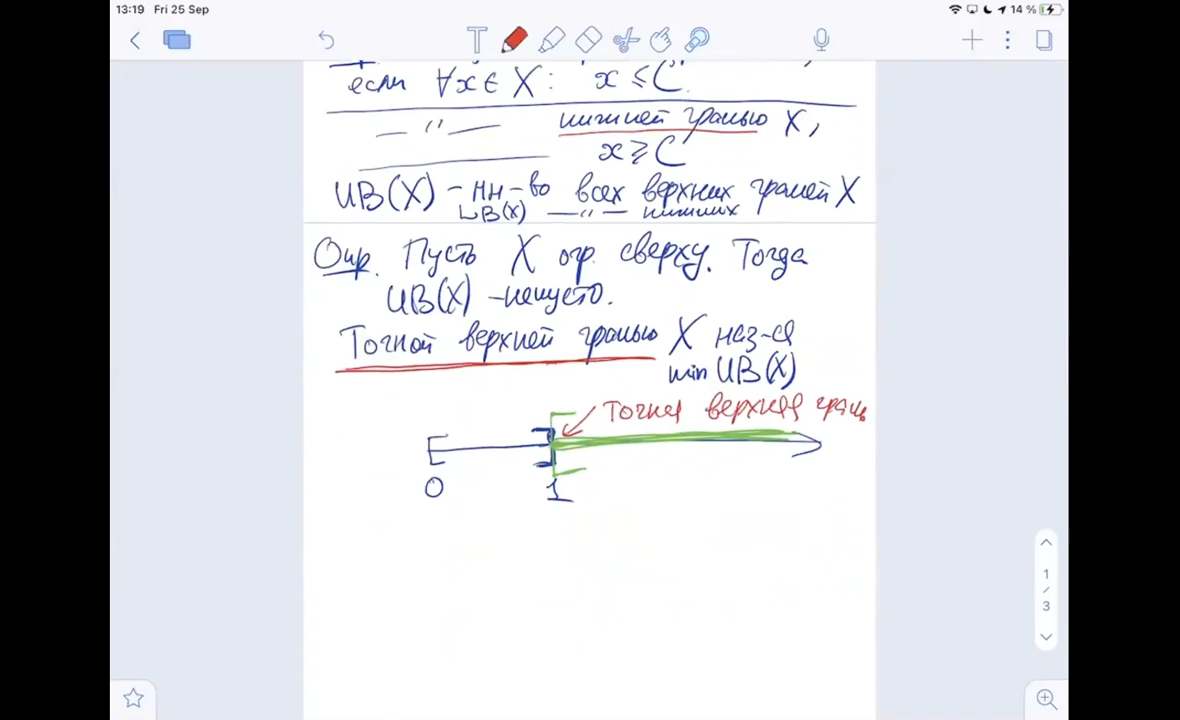 13:19 Fri 25 Sep 14 %
T
если ∀x ∈ X: x ≤ C.
— " — нижней гранью X,
x ⩾ C
UB(X) – мн-во всех верхних граней X
LB(X) — " — нижних
Опр. Пусть X огр. сверху. Тогда
UB(X) – непусто.
Точной верхней гранью X наз-ся
min UB(X)
Точная верхняя грань
0 1
1
/
3